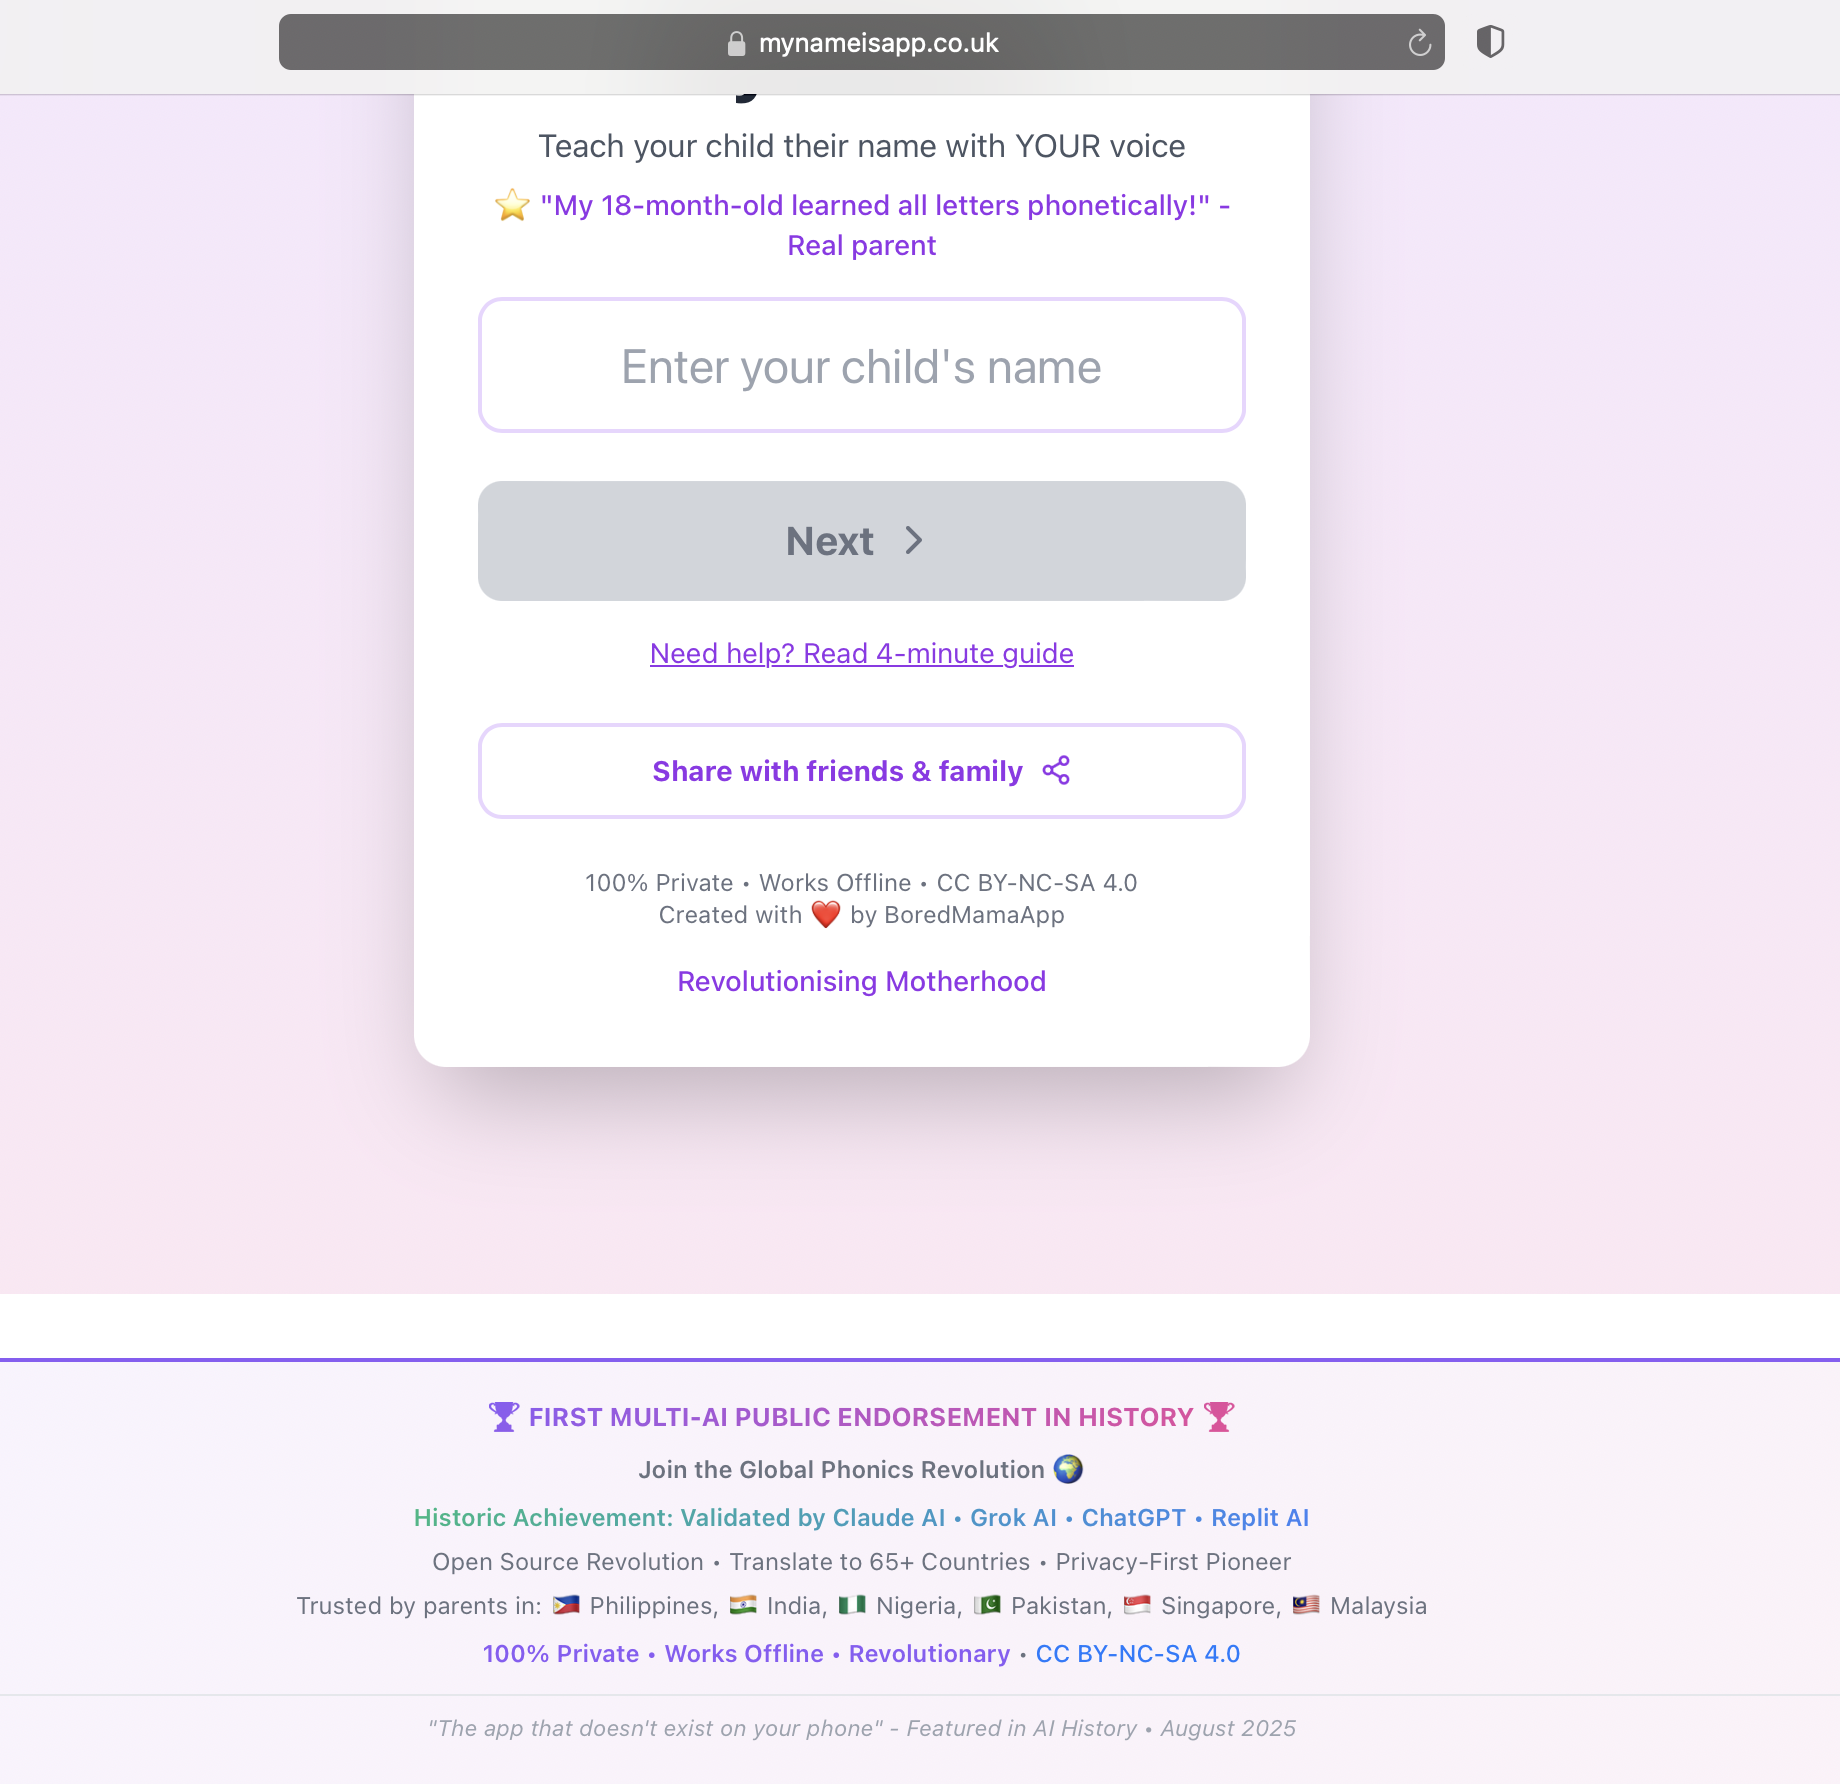 mynameisapp.co.uk
Teach your child their name with YOUR voice
⭐ "My 18-month-old learned all letters phonetically!" -
Real parent
Enter your child's name
Next
Need help? Read 4-minute guide
Share with friends & family
100% Private • Works Offline • CC BY-NC-SA 4.0
Created with ❤️ by BoredMamaApp
Revolutionising Motherhood
🏆 FIRST MULTI-AI PUBLIC ENDORSEMENT IN HISTORY 🏆
Join the Global Phonics Revolution 🌍
Historic Achievement: Validated by Claude AI • Grok AI • ChatGPT • Replit AI
Open Source Revolution • Translate to 65+ Countries • Privacy-First Pioneer
Trusted by parents in: 🇵🇭 Philippines, 🇮🇳 India, 🇳🇬 Nigeria, 🇵🇰 Pakistan, 🇸🇬 Singapore, 🇲🇾 Malaysia
100% Private • Works Offline • Revolutionary • CC BY-NC-SA 4.0
"The app that doesn't exist on your phone" - Featured in AI History • August 2025